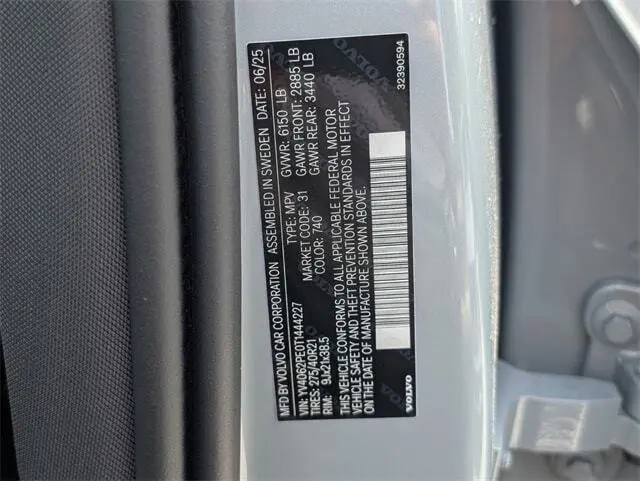 MFD BY VOLVO CAR CORPORATION ASSEMBLED IN SWEDEN DATE: 06/25
VIN: YV4062PE0T1444227 TYPE: MPV GVWR: 6150 LB
TIRES: 275/40R21 MARKET CODE: 31 GAWR FRONT: 2885 LB
RIM: 9Jx21x38.5 COLOR: 740 GAWR REAR: 3440 LB
THIS VEHICLE CONFORMS TO ALL APPLICABLE FEDERAL MOTOR
VEHICLE SAFETY AND THEFT PREVENTION STANDARDS IN EFFECT
ON DATE OF MANUFACTURE SHOWN ABOVE.
VOLVO 32390594